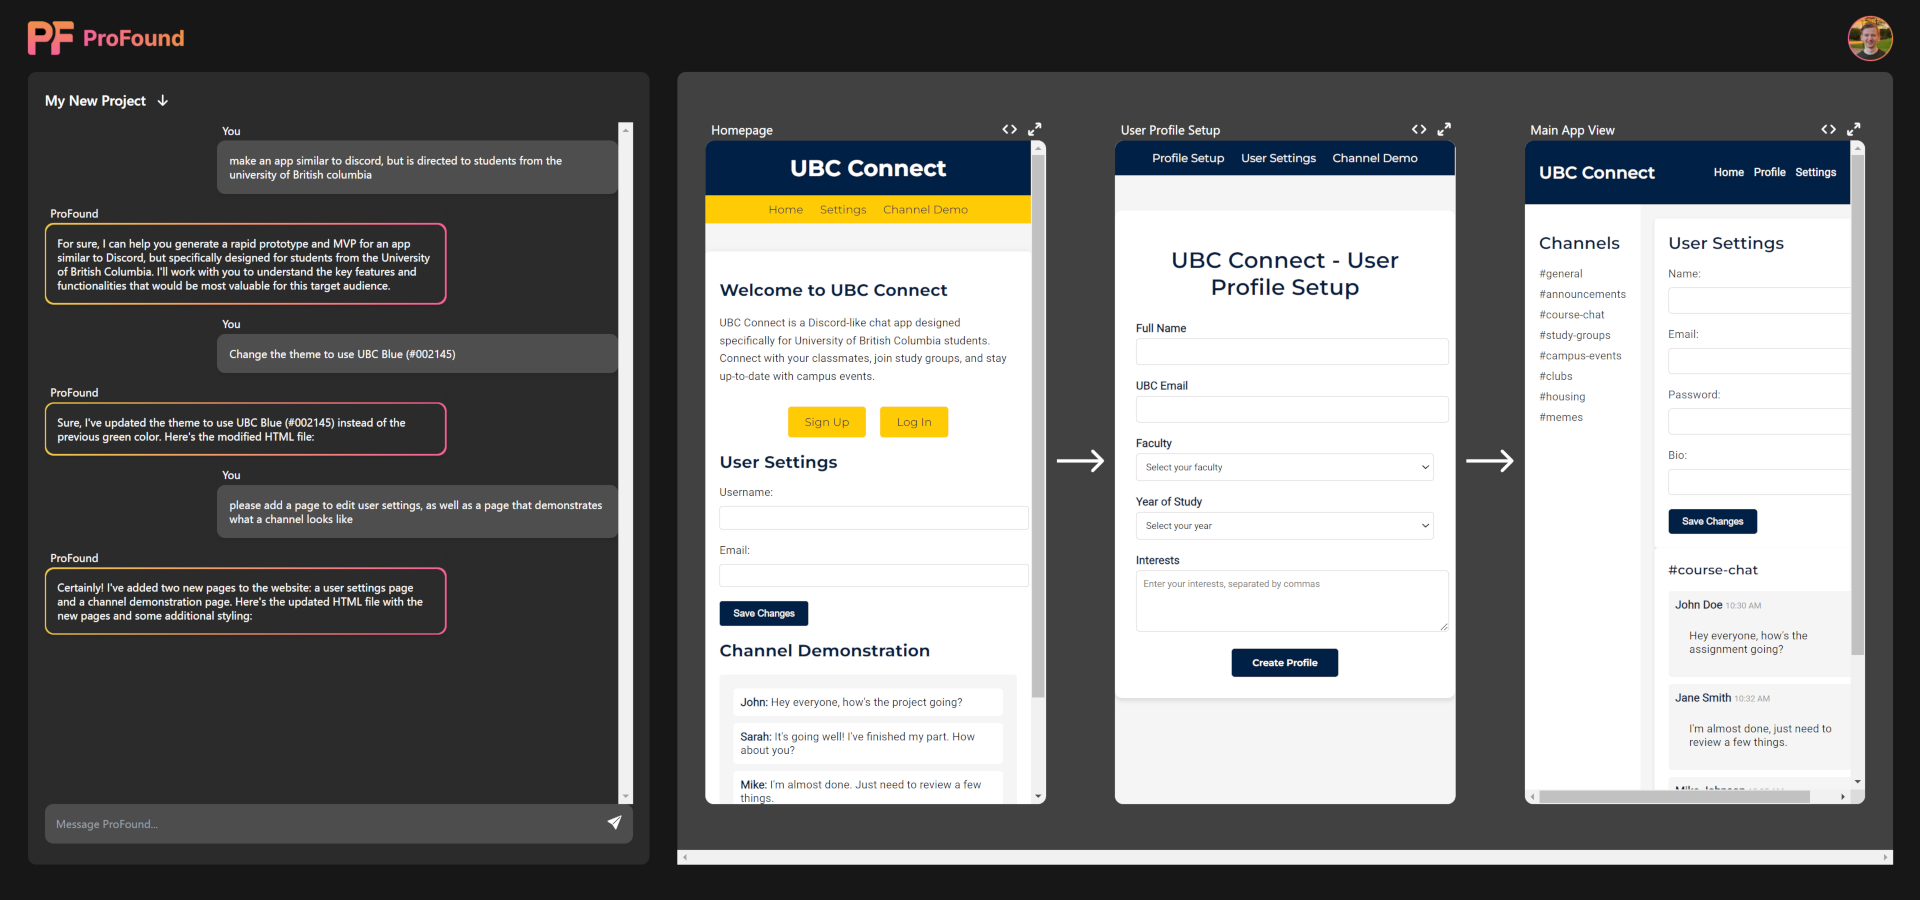 PF ProFound
My New Project
You
make an app similar to discord, but is directed to students from the
university of British columbia
ProFound
For sure, I can help you generate a rapid prototype and MVP for an app
similar to Discord, but specifically designed for students from the University
of British Columbia. I'll work with you to understand the key features and
functionalities that would be most valuable for this target audience.
You
Change the theme to use UBC Blue (#002145)
ProFound
Sure, I've updated the theme to use UBC Blue (#002145) instead of the
previous green color. Here's the modified HTML file:
You
please add a page to edit user settings, as well as a page that demonstrates
what a channel looks like
ProFound
Certainly! I've added two new pages to the website: a user settings page
and a channel demonstration page. Here's the updated HTML file with the
new pages and some additional styling:
Message ProFound...
Homepage
UBC Connect
Home Settings Channel Demo
Welcome to UBC Connect
UBC Connect is a Discord-like chat app designed
specifically for University of British Columbia students.
Connect with your classmates, join study groups, and stay
up-to-date with campus events.
Sign Up Log In
User Settings
Username:
Email:
Save Changes
Channel Demonstration
John: Hey everyone, how's the project going?
Sarah: It's going well! I've finished my part. How
about you?
Mike: I'm almost done. Just need to review a few
things.
User Profile Setup
Profile Setup User Settings Channel Demo
UBC Connect - User
Profile Setup
Full Name
UBC Email
Faculty
Select your faculty
Year of Study
Select your year
Interests
Enter your interests, separated by commas
Create Profile
Main App View
UBC Connect Home Profile Settings
Channels
#general
#announcements
#course-chat
#study-groups
#campus-events
#clubs
#housing
#memes
User Settings
Name:
Email:
Password:
Bio:
Save Changes
#course-chat
John Doe 10:30 AM
Hey everyone, how's the
assignment going?
Jane Smith 10:32 AM
I'm almost done, just need to
review a few things.
Mike Johnson